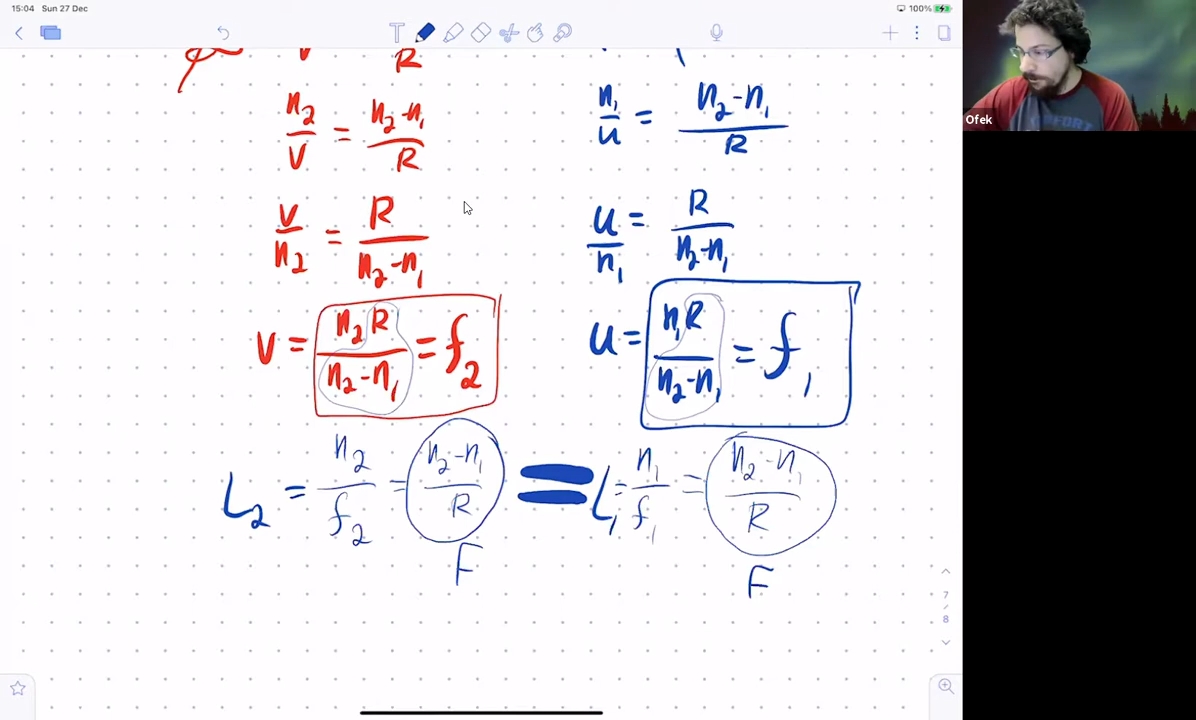 15:04 Sun 27 Dec
100%
T
Ofek
R
n₂/v = (n₂-n₁)/R
n₁/u = (n₂-n₁)/R
v/n₂ = R/(n₂-n₁)
u/n₁ = R/(n₂-n₁)
v = n₂R/(n₂-n₁) = f₂
u = n₁R/(n₂-n₁) = f₁
L₂ = n₂/f₂ = (n₂-n₁)/R = L₁ = n₁/f₁ = (n₂-n₁)/R
F F
7
/
8